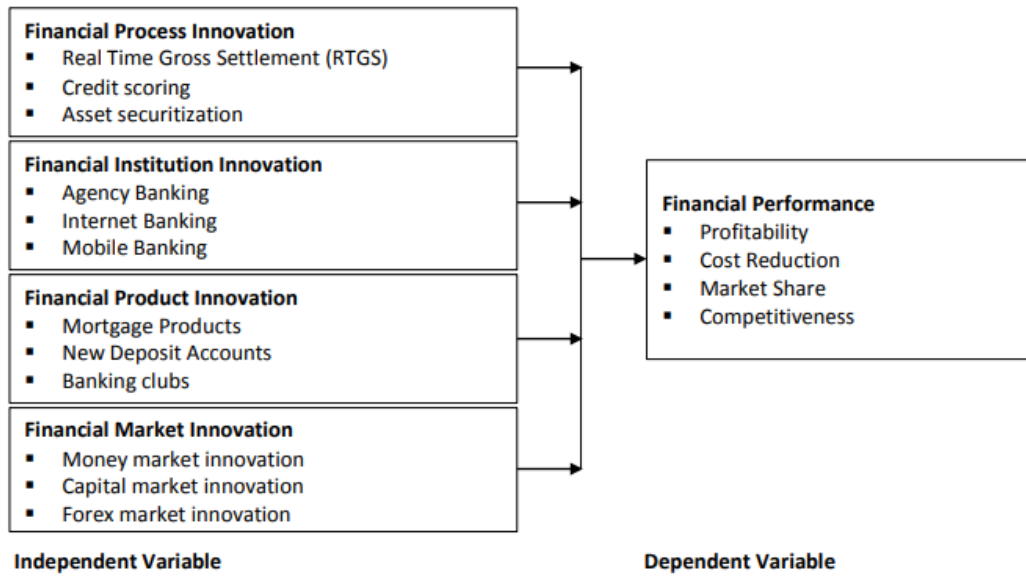 Financial Process Innovation
▪ Real Time Gross Settlement (RTGS)
▪ Credit scoring
▪ Asset securitization
Financial Institution Innovation
▪ Agency Banking
▪ Internet Banking
▪ Mobile Banking
Financial Product Innovation
▪ Mortgage Products
▪ New Deposit Accounts
▪ Banking clubs
Financial Market Innovation
▪ Money market innovation
▪ Capital market innovation
▪ Forex market innovation
Financial Performance
▪ Profitability
▪ Cost Reduction
▪ Market Share
▪ Competitiveness
Independent Variable
Dependent Variable